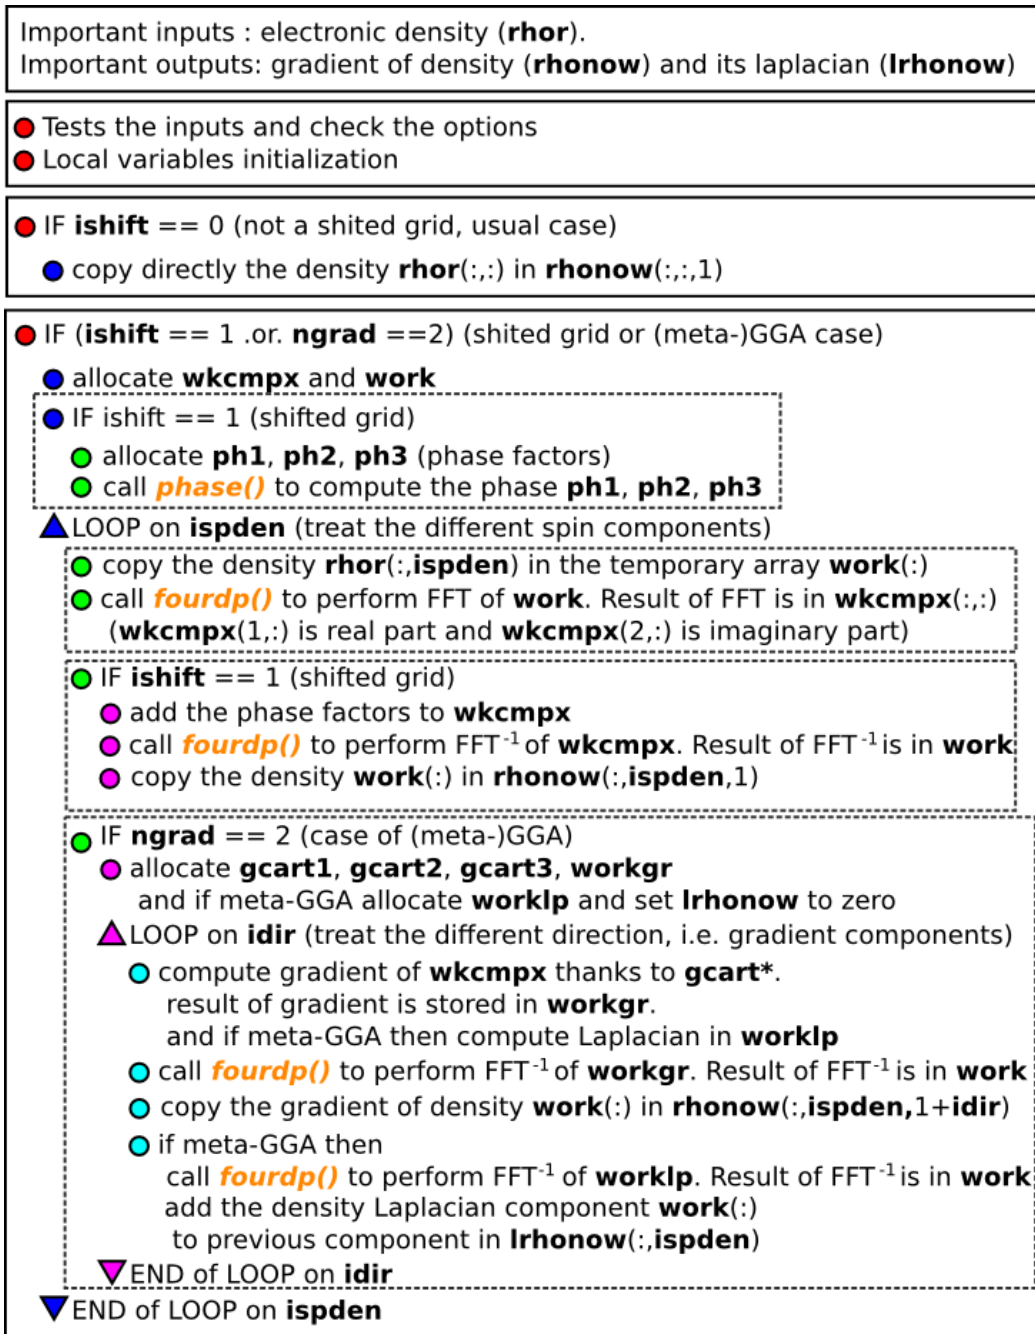 Important inputs : electronic density (rhor).
Important outputs: gradient of density (rhonow) and its laplacian (lrhonow)
Tests the inputs and check the options
Local variables initialization
IF ishift == 0 (not a shited grid, usual case)
copy directly the density rhor(:,:) in rhonow(:,:,1)
IF (ishift == 1 .or. ngrad ==2) (shited grid or (meta-)GGA case)
allocate wkcmpx and work
IF ishift == 1 (shifted grid)
allocate ph1, ph2, ph3 (phase factors)
call phase() to compute the phase ph1, ph2, ph3
LOOP on ispden (treat the different spin components)
copy the density rhor(:,ispden) in the temporary array work(:)
call fourdp() to perform FFT of work. Result of FFT is in wkcmpx(:,:)
(wkcmpx(1,:) is real part and wkcmpx(2,:) is imaginary part)
IF ishift == 1 (shifted grid)
add the phase factors to wkcmpx
call fourdp() to perform FFT-1 of wkcmpx. Result of FFT-1 is in work
copy the density work(:) in rhonow(:,ispden,1)
IF ngrad == 2 (case of (meta-)GGA)
allocate gcart1, gcart2, gcart3, workgr
and if meta-GGA allocate worklp and set lrhonow to zero
LOOP on idir (treat the different direction, i.e. gradient components)
compute gradient of wkcmpx thanks to gcart*.
result of gradient is stored in workgr.
and if meta-GGA then compute Laplacian in worklp
call fourdp() to perform FFT-1 of workgr. Result of FFT-1 is in work
copy the gradient of density work(:) in rhonow(:,ispden,1+idir)
if meta-GGA then
call fourdp() to perform FFT-1 of worklp. Result of FFT-1 is in work
add the density Laplacian component work(:)
to previous component in lrhonow(:,ispden)
END of LOOP on idir
END of LOOP on ispden